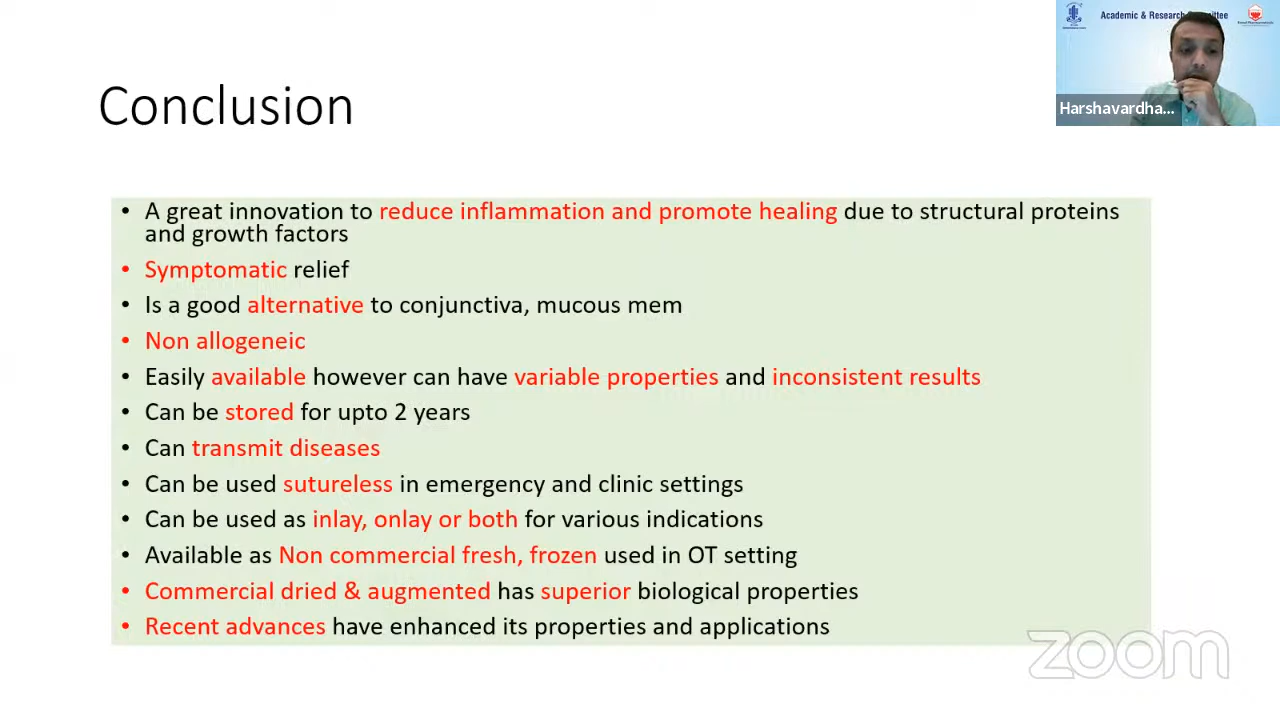 Academic & Research Committee
Harshavardha...
Conclusion
• A great innovation to reduce inflammation and promote healing due to structural proteins
and growth factors
• Symptomatic relief
• Is a good alternative to conjunctiva, mucous mem
• Non allogeneic
• Easily available however can have variable properties and inconsistent results
• Can be stored for upto 2 years
• Can transmit diseases
• Can be used sutureless in emergency and clinic settings
• Can be used as inlay, onlay or both for various indications
• Available as Non commercial fresh, frozen used in OT setting
• Commercial dried & augmented has superior biological properties
• Recent advances have enhanced its properties and applications
zoom